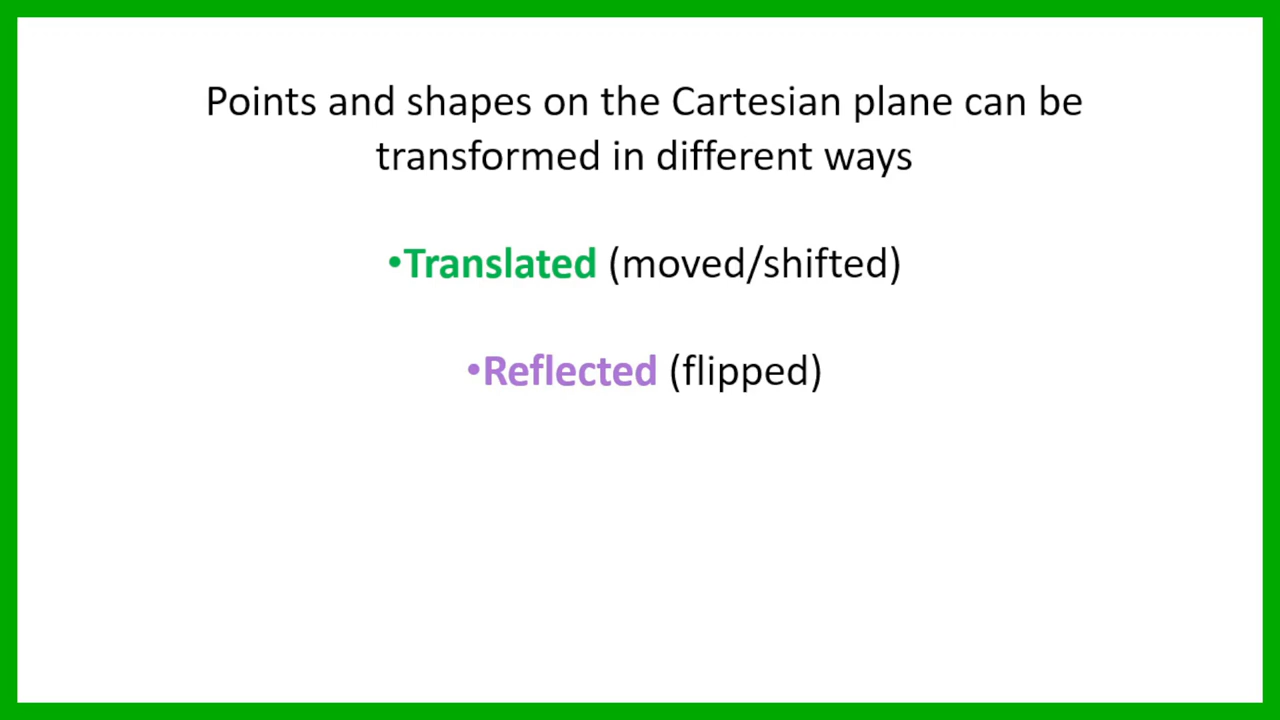 Points and shapes on the Cartesian plane can be
transformed in different ways
•Translated (moved/shifted)
•Reflected (flipped)